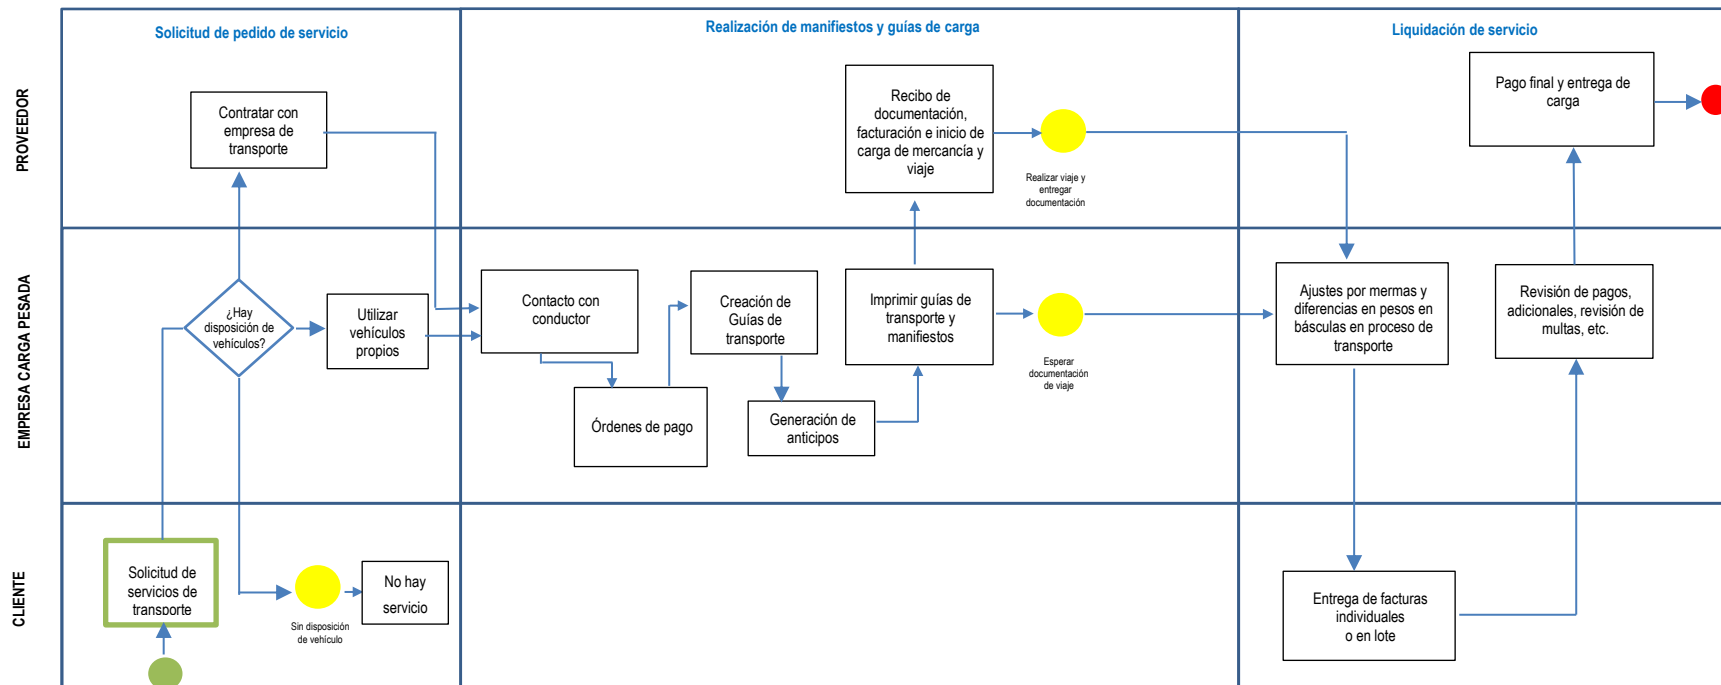 Solicitud de pedido de servicio
Realización de manifiestos y guías de carga
Liquidación de servicio
PROVEEDOR
Contratar con
empresa de
transporte
Recibo de
documentación,
facturación e inicio de
carga de mercancía y
viaje
Realizar viaje y
entregar
documentación
Pago final y entrega de
carga
EMPRESA CARGA PESADA
¿Hay
disposición de
vehículos?
Utilizar
vehículos
propios
Contacto con
conductor
Órdenes de pago
Creación de
Guías de
transporte
Generación de
anticipos
Imprimir guías de
transporte y
manifiestos
Esperar
documentación
de viaje
Ajustes por mermas y
diferencias en pesos en
básculas en proceso de
transporte
Revisión de pagos,
adicionales, revisión de
multas, etc.
CLIENTE
Solicitud de
servicios de
transporte
Sin disposición
de vehículo
No hay
servicio
Entrega de facturas
individuales
o en lote